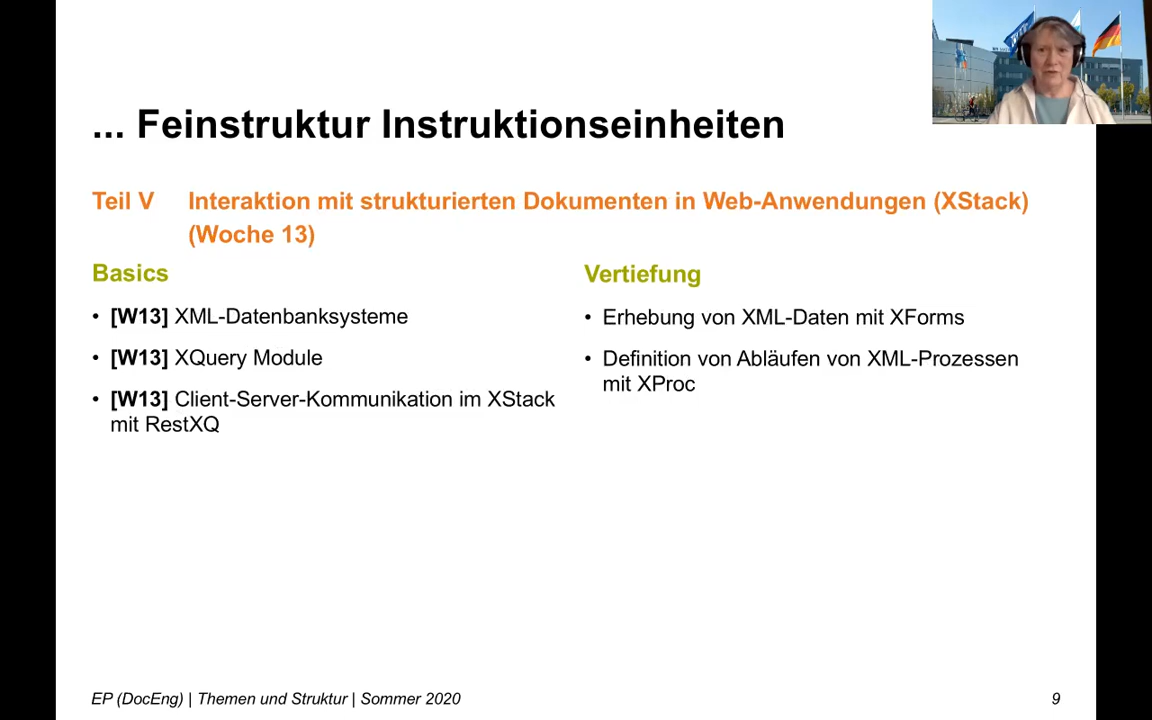 ... Feinstruktur Instruktionseinheiten
Teil V Interaktion mit strukturierten Dokumenten in Web-Anwendungen (XStack)
(Woche 13)
Basics
• [W13] XML-Datenbanksysteme
• [W13] XQuery Module
• [W13] Client-Server-Kommunikation im XStack
mit RestXQ
Vertiefung
• Erhebung von XML-Daten mit XForms
• Definition von Abläufen von XML-Prozessen
mit XProc
EP (DocEng) | Themen und Struktur | Sommer 2020
9